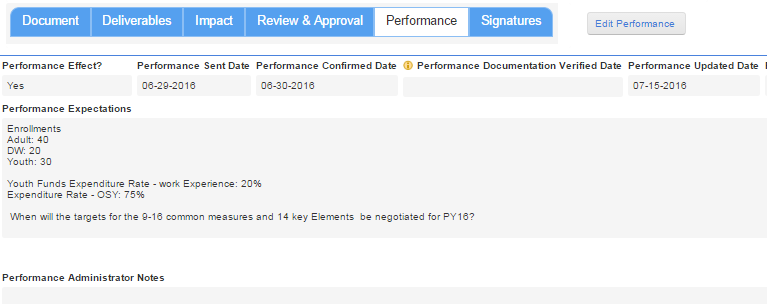 Document Deliverables Impact Review & Approval Performance Signatures Edit Performance
Performance Effect? Performance Sent Date Performance Confirmed Date Performance Documentation Verified Date Performance Updated Date
Yes 06-29-2016 06-30-2016 07-15-2016
Performance Expectations
Enrollments
Adult: 40
DW: 20
Youth: 30
Youth Funds Expenditure Rate - work Experience: 20%
Expenditure Rate - OSY: 75%
When will the targets for the 9-16 common measures and 14 key Elements be negotiated for PY16?
Performance Administrator Notes